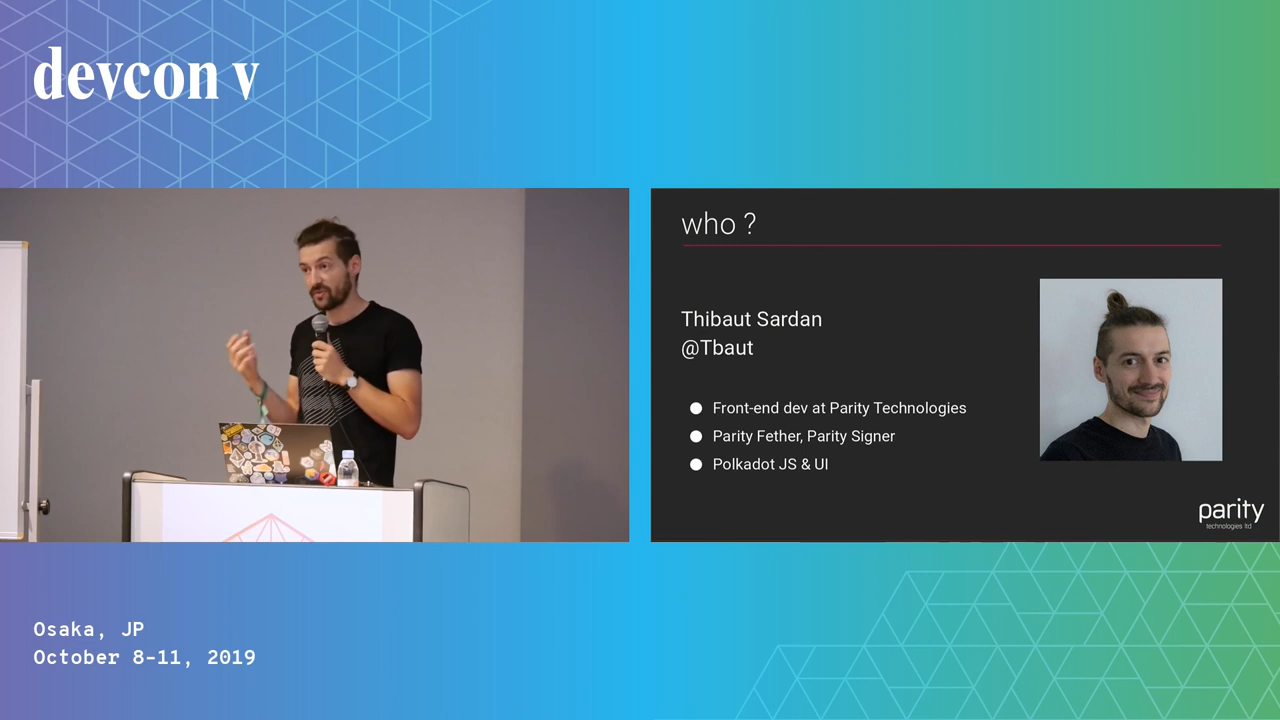 devcon v
who ?
Thibaut Sardan
@Tbaut
Front-end dev at Parity Technologies
Parity Fether, Parity Signer
Polkadot JS & UI
parity
technologies ltd
Osaka, JP
October 8-11, 2019